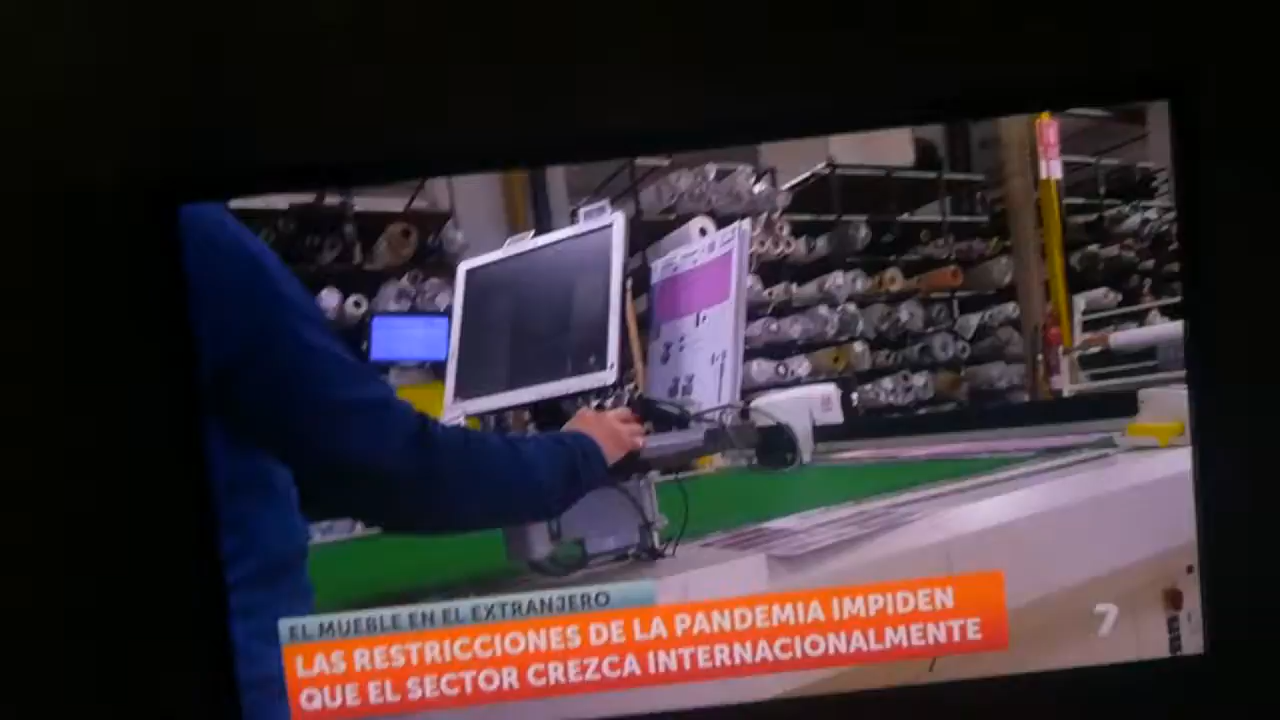 EL MUEBLE EN EL EXTRANJERO
LAS RESTRICCIONES DE LA PANDEMIA IMPIDEN
QUE EL SECTOR CREZCA INTERNACIONALMENTE
7